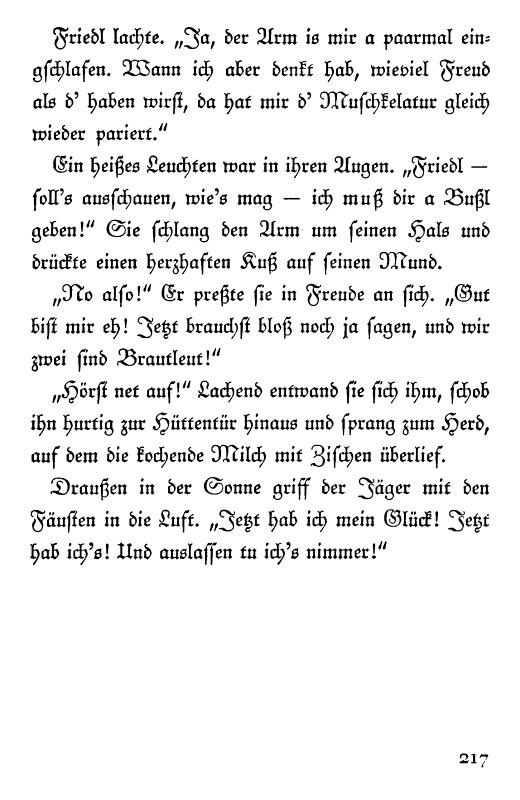 Friedl lachte. „Ja, der Arm is mir a paarmal ein-
gschlafen. Wann ich aber denkt hab, wieviel Freud
als d' haben wirst, da hat mir d' Muschkelatur gleich
wieder pariert.“
Ein heißes Leuchten war in ihren Augen. „Friedl —
soll's ausschauen, wie's mag — ich muß dir a Bußl
geben!“ Sie schlang den Arm um seinen Hals und
drückte einen herzhaften Kuß auf seinen Mund.
„No also!“ Er preßte sie in Freude an sich. „Gut
bist mir eh! Jetzt brauchst bloß noch ja sagen, und wir
zwei sind Brautleut!“
„Hörst net auf!“ Lachend entwand sie sich ihm, schob
ihn hurtig zur Hüttentür hinaus und sprang zum Herd,
auf dem die kochende Milch mit Zischen überlief.
Draußen in der Sonne griff der Jäger mit den
Fäusten in die Luft. „Jetzt hab ich mein Glück! Jetzt
hab ich's! Und auslassen tu ich's nimmer!“
217